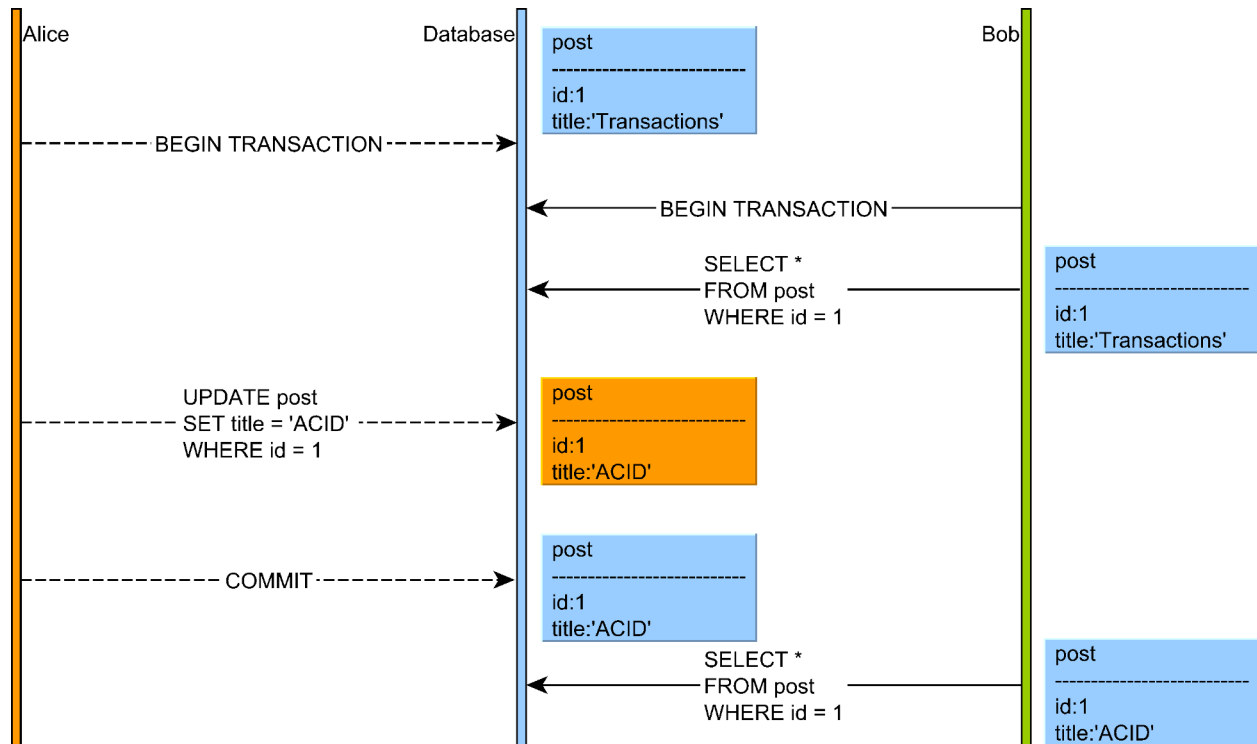 Alice
Database
Bob
post
---------------------------
id:1
title:'Transactions'
BEGIN TRANSACTION
BEGIN TRANSACTION
SELECT *
FROM post
WHERE id = 1
post
---------------------------
id:1
title:'Transactions'
UPDATE post
SET title = 'ACID'
WHERE id = 1
post
---------------------------
id:1
title:'ACID'
COMMIT
post
---------------------------
id:1
title:'ACID'
SELECT *
FROM post
WHERE id = 1
post
---------------------------
id:1
title:'ACID'